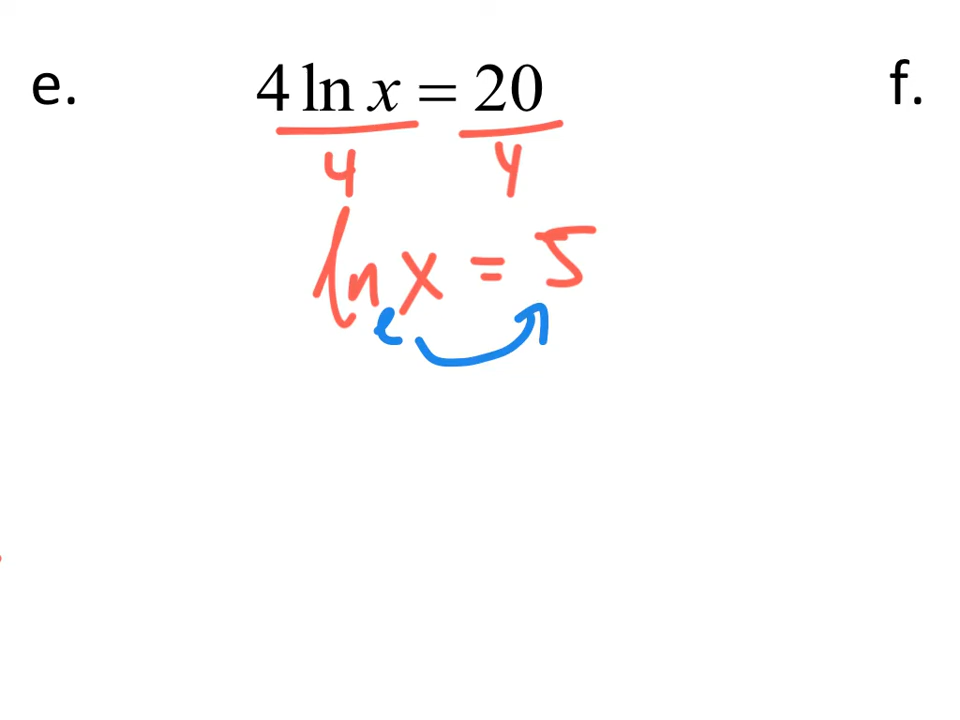 e. 4 ln x = 20 f.
4 4
ln x = 5
e